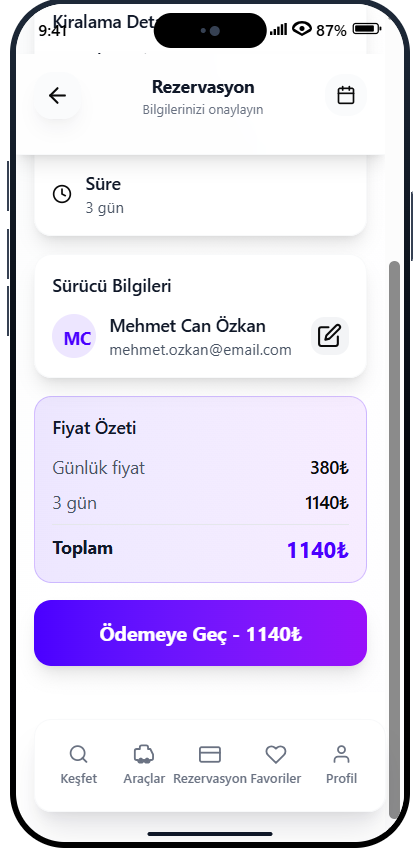 Kiralama Deta
9:41
87%
Rezervasyon
Bilgilerinizi onaylayın
Süre
3 gün
Sürücü Bilgileri
MC
Mehmet Can Özkan
mehmet.ozkan@email.com
Fiyat Özeti
Günlük fiyat 380₺
3 gün 1140₺
Toplam 1140₺
Ödemeye Geç - 1140₺
Keşfet Araçlar Rezervasyon Favoriler Profil